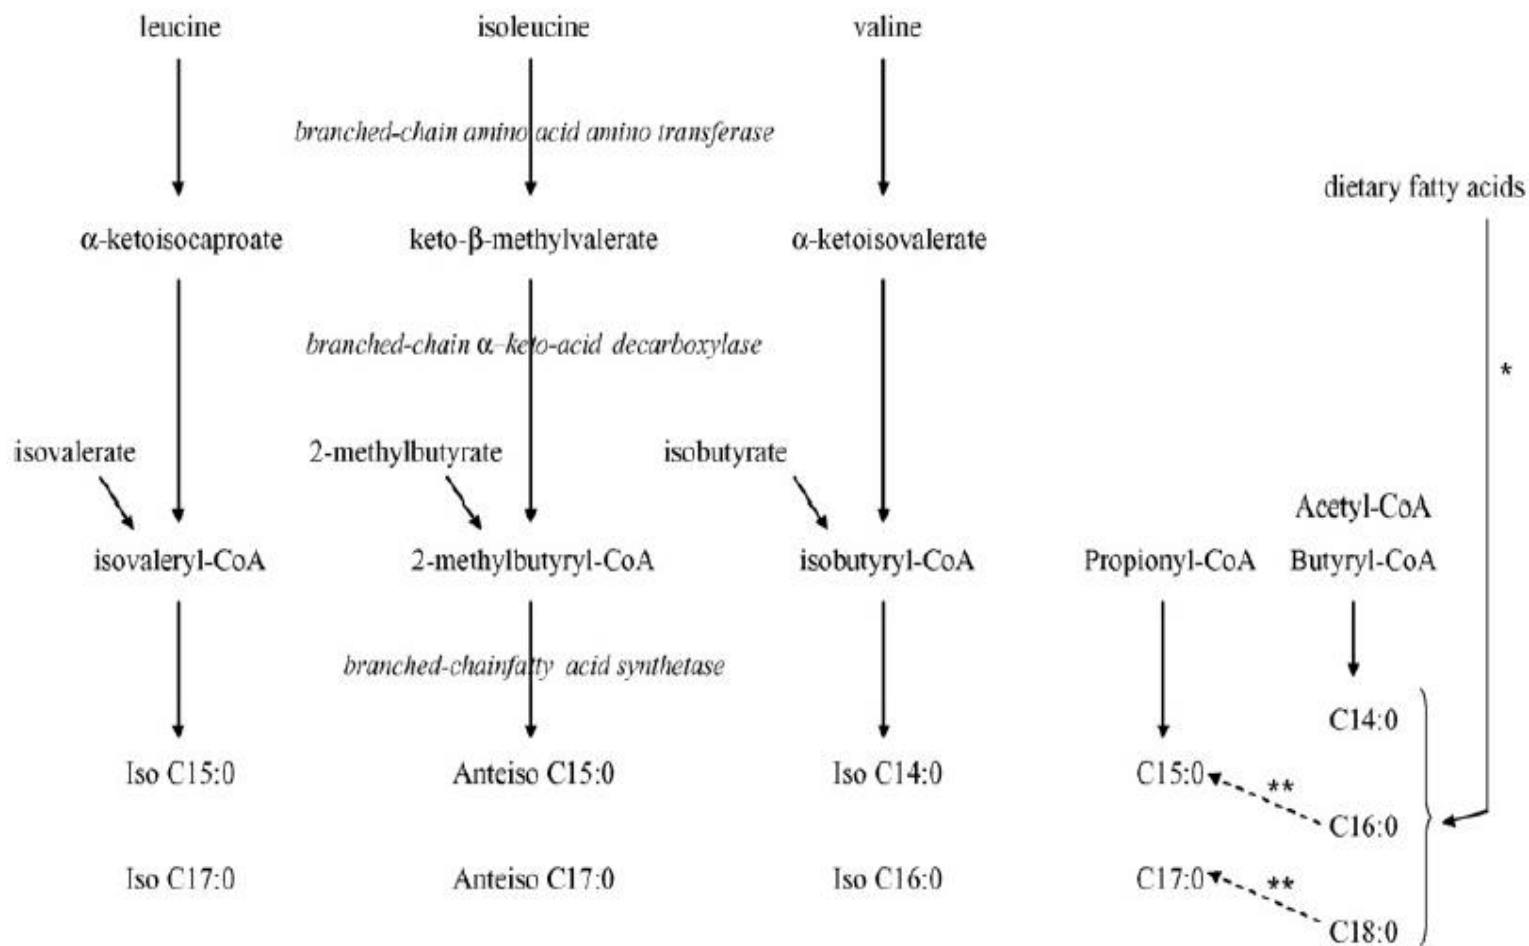 leucine isoleucine valine
branched-chain amino acid amino transferase
dietary fatty acids
α-ketoisocaproate keto-β-methylvalerate α-ketoisovalerate
branched-chain α-keto-acid decarboxylase
*
isovalerate 2-methylbutyrate isobutyrate
Acetyl-CoA
isovaleryl-CoA 2-methylbutyryl-CoA isobutyryl-CoA Propionyl-CoA Butyryl-CoA
branched-chainfatty acid synthetase
C14:0
Iso C15:0 Anteiso C15:0 Iso C14:0 C15:0 **
C16:0
Iso C17:0 Anteiso C17:0 Iso C16:0 C17:0 **
C18:0